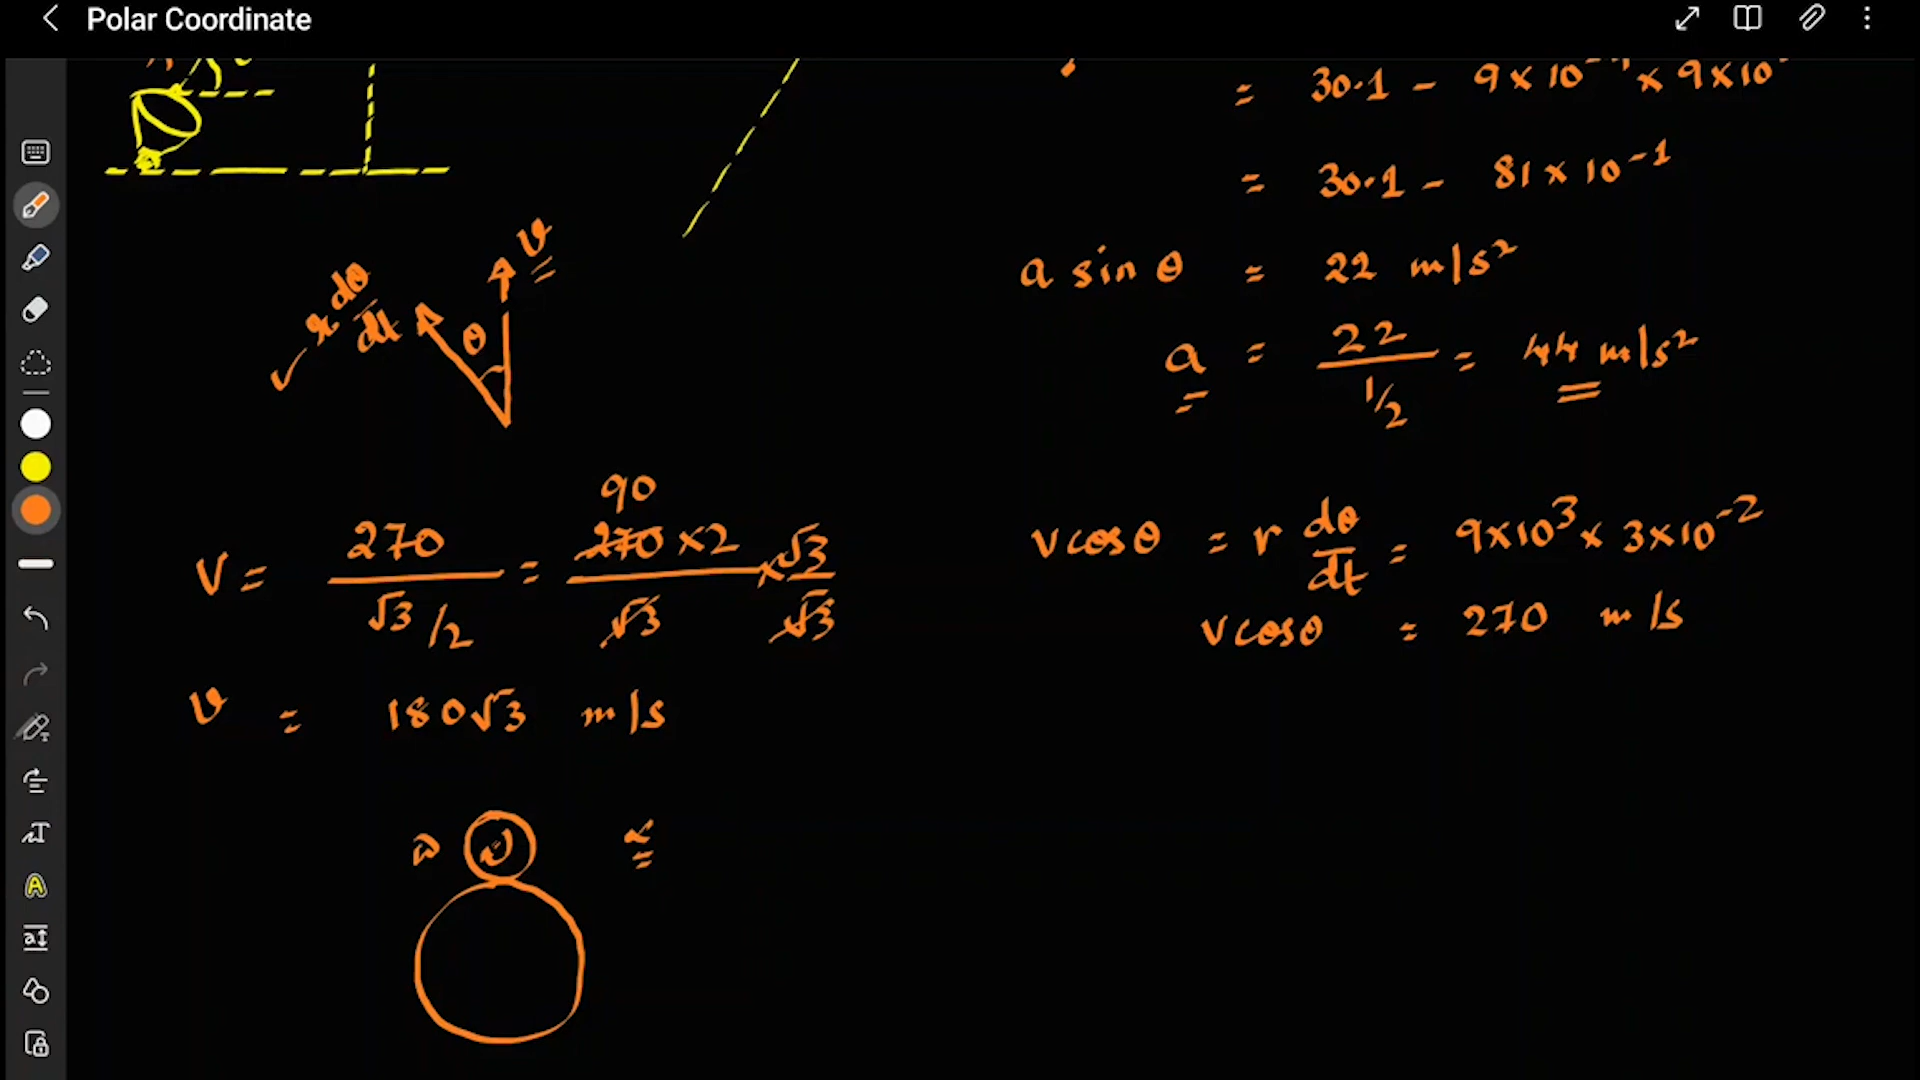 Polar Coordinate
= 30.1 - 9×10 × 9×10
= 30.1 - 81×10⁻¹
a sin θ = 22 m/s²
a = 22 / 1/2 = 44 m/s²
v
r dθ/dt
θ
v cos θ = r dθ/dt = 9×10³ × 3×10⁻²
v cos θ = 270 m/s
90
V = 270 / √3/2 = 270×2 / √3 × √3/√3
v = 180√3 m/s